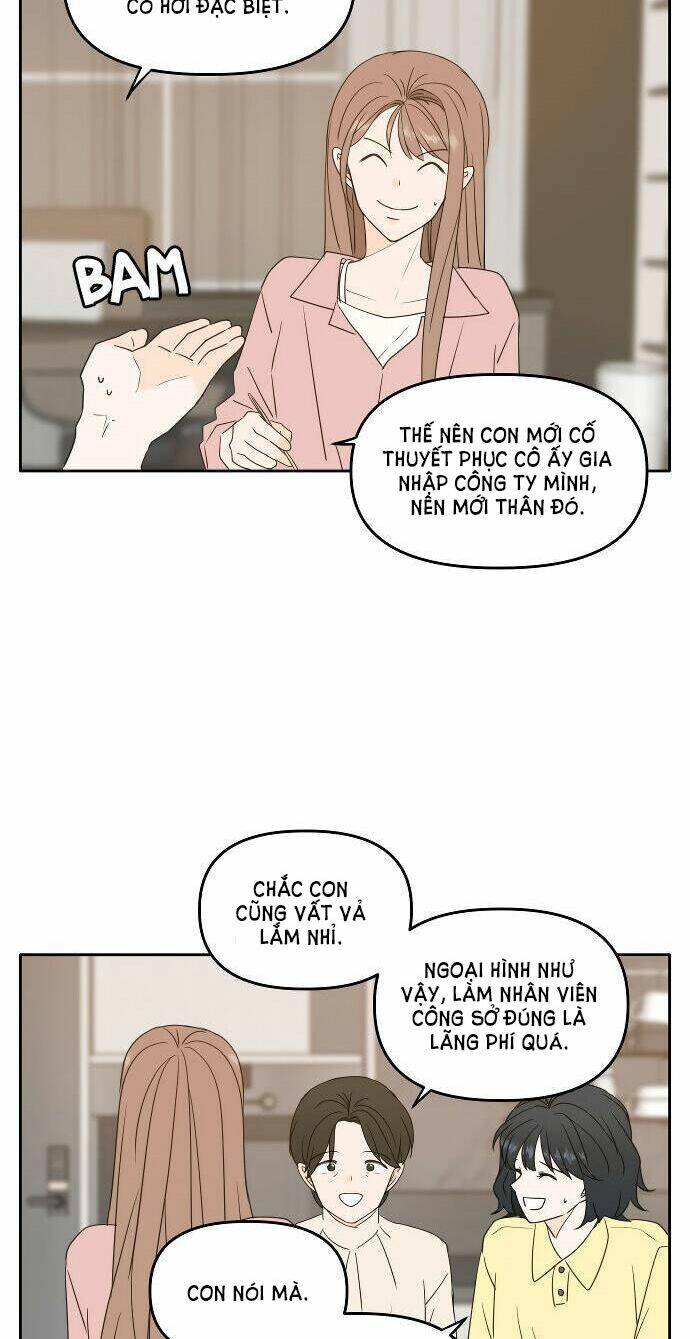 CÓ HƠI ĐẶC BIỆT.
BAM
THẾ NÊN CON MỚI CỐ
THUYẾT PHỤC CÔ ẤY GIA
NHẬP CÔNG TY MÌNH,
NÊN MỚI THÂN ĐÓ.
CHẮC CON
CŨNG VẤT VẢ
LẮM NHỈ.
NGOẠI HÌNH NHƯ
VẬY, LÀM NHÂN VIÊN
CÔNG SỞ ĐÚNG LÀ
LÃNG PHÍ QUÁ.
CON NÓI MÀ.